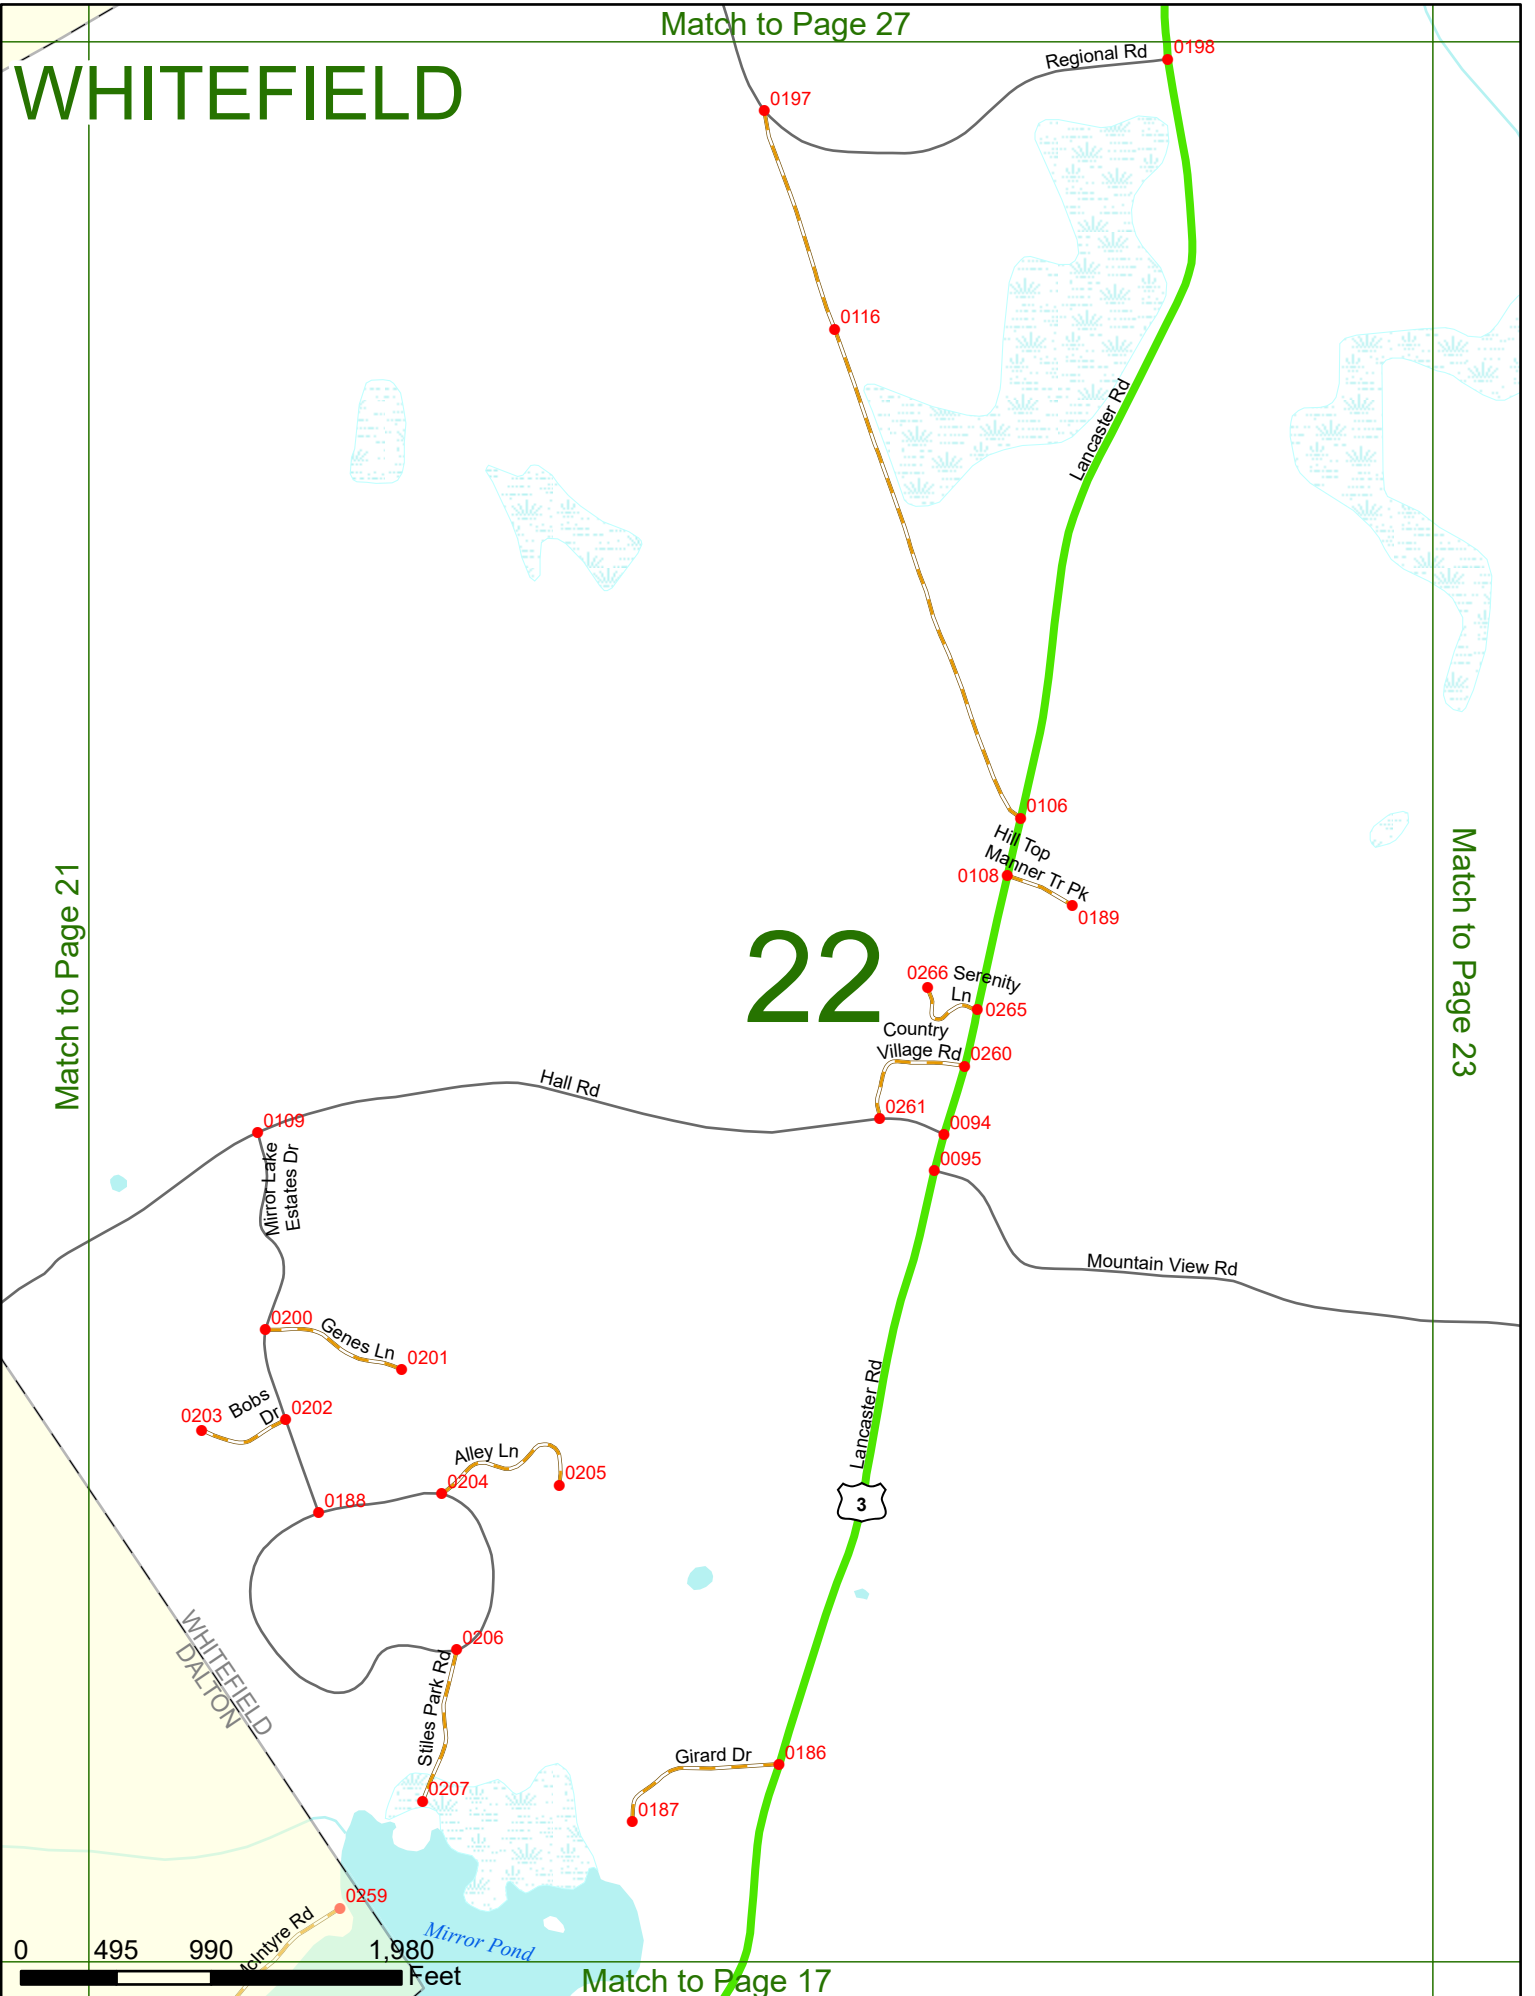 Match to Page 27
WHITEFIELD
Regional Rd
0198
0197
0116
Lancaster Rd
0106
Hill Top
Manner Tr Pk
0108
0189
Match to Page 21
Match to Page 23
22
0266
Serenity
Ln
0265
Country
Village Rd
0260
Hall Rd
0261
0109
0094
0095
Mirror Lake
Estates Dr
Mountain View Rd
0200
Genes Ln
0201
Lancaster Rd
Bobs
Dr
0203
0202
Alley Ln
0204
0205
0188
3
WHITEFIELD
DALTON
0206
Stiles Park Rd
Girard Dr
0186
0207
0187
0259
McIntyre Rd
Mirror Pond
0 495 990 1,980
Feet
Match to Page 17